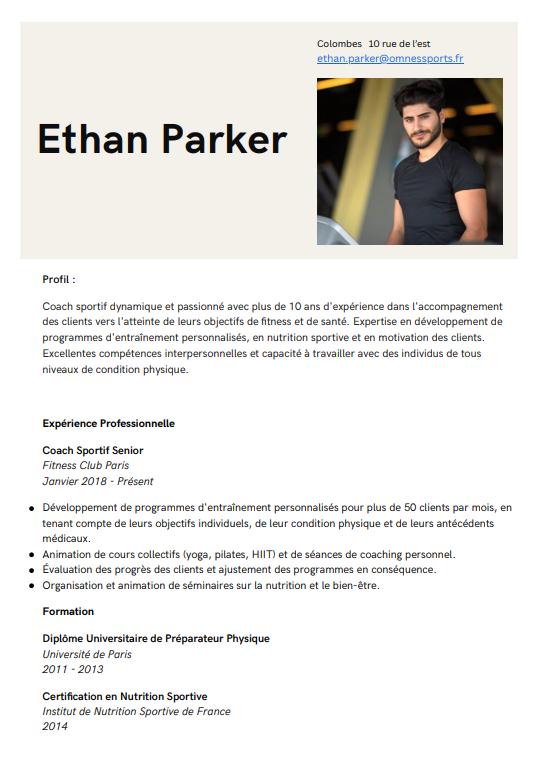 Colombes  10 rue de l'est
ethan.parker@omnessports.fr
Ethan Parker
Profil :
Coach sportif dynamique et passionné avec plus de 10 ans d'expérience dans l'accompagnement
des clients vers l'atteinte de leurs objectifs de fitness et de santé. Expertise en développement de
programmes d'entraînement personnalisés, en nutrition sportive et en motivation des clients.
Excellentes compétences interpersonnelles et capacité à travailler avec des individus de tous
niveaux de condition physique.
Expérience Professionnelle
Coach Sportif Senior
Fitness Club Paris
Janvier 2018 - Présent
● Développement de programmes d'entraînement personnalisés pour plus de 50 clients par mois, en
tenant compte de leurs objectifs individuels, de leur condition physique et de leurs antécédents
médicaux.
● Animation de cours collectifs (yoga, pilates, HIIT) et de séances de coaching personnel.
● Évaluation des progrès des clients et ajustement des programmes en conséquence.
● Organisation et animation de séminaires sur la nutrition et le bien-être.
Formation
Diplôme Universitaire de Préparateur Physique
Université de Paris
2011 - 2013
Certification en Nutrition Sportive
Institut de Nutrition Sportive de France
2014